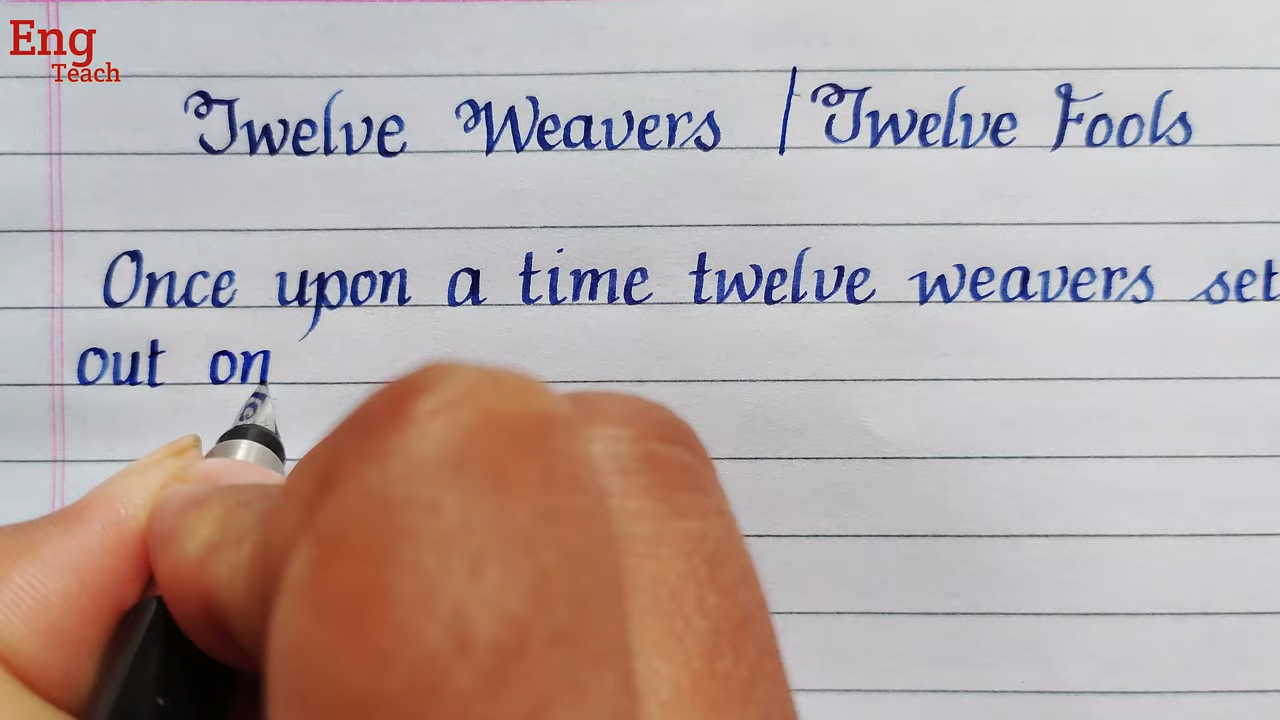 Eng
Teach
Twelve Weavers / Twelve Fools
Once upon a time twelve weavers set
out on